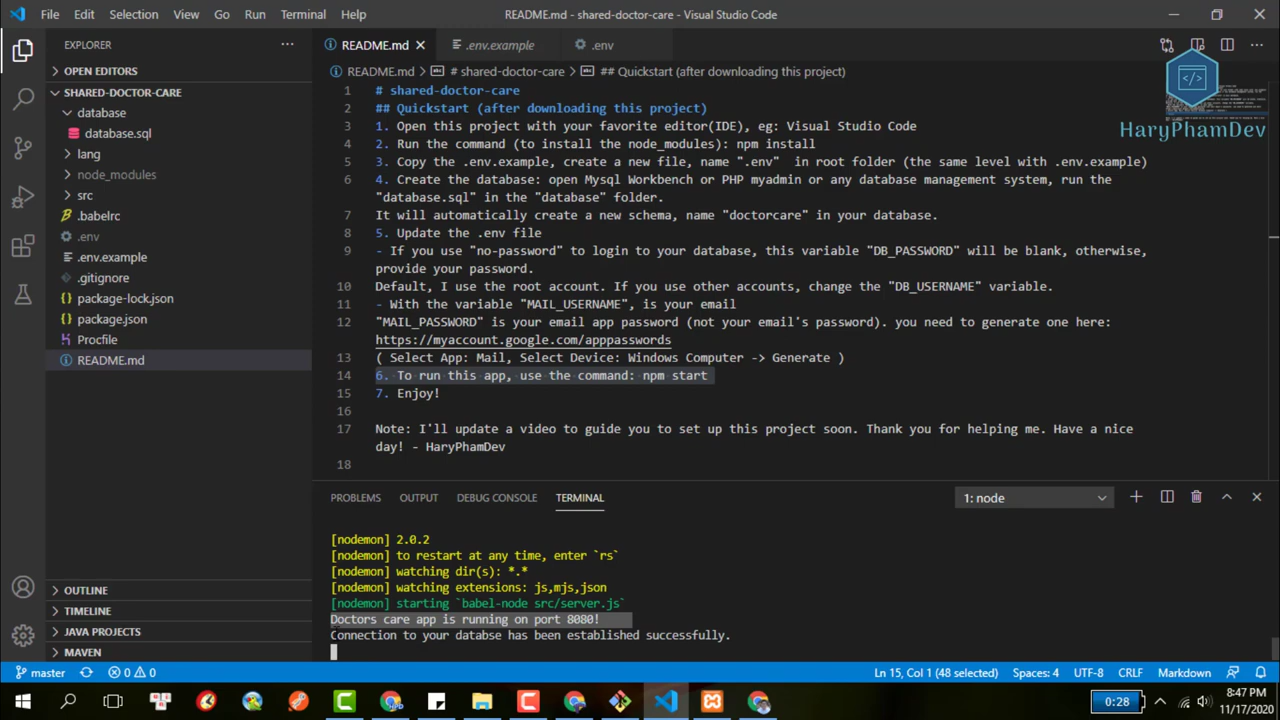 File Edit Selection View Go Run Terminal Help README.md - shared-doctor-care - Visual Studio Code
EXPLORER
OPEN EDITORS
SHARED-DOCTOR-CARE
database
database.sql
lang
node_modules
src
.babelrc
.env
.env.example
.gitignore
package-lock.json
package.json
Procfile
README.md
OUTLINE
TIMELINE
JAVA PROJECTS
MAVEN
README.md .env.example .env
README.md > # shared-doctor-care > ## Quickstart (after downloading this project)
HaryPhamDev
1 # shared-doctor-care
2 ## Quickstart (after downloading this project)
3 1. Open this project with your favorite editor(IDE), eg: Visual Studio Code
4 2. Run the command (to install the node_modules): npm install
5 3. Copy the .env.example, create a new file, name ".env"  in root folder (the same level with .env.example)
6 4. Create the database: open Mysql Workbench or PHP myadmin or any database management system, run the
"database.sql" in the "database" folder.
7 It will automatically create a new schema, name "doctorcare" in your database.
8 5. Update the .env file
9 - If you use "no-password" to login to your database, this variable "DB_PASSWORD" will be blank, otherwise,
provide your password.
10 Default, I use the root account. If you use other accounts, change the "DB_USERNAME" variable.
11 - With the variable "MAIL_USERNAME", is your email
12 "MAIL_PASSWORD" is your email app password (not your email's password). you need to generate one here:
https://myaccount.google.com/apppasswords
13 ( Select App: Mail, Select Device: Windows Computer -> Generate )
14 6. To run this app, use the command: npm start
15 7. Enjoy!
16
17 Note: I'll update a video to guide you to set up this project soon. Thank you for helping me. Have a nice
day! - HaryPhamDev
18
PROBLEMS OUTPUT DEBUG CONSOLE TERMINAL 1: node
[nodemon] 2.0.2
[nodemon] to restart at any time, enter `rs`
[nodemon] watching dir(s): *.*
[nodemon] watching extensions: js,mjs,json
[nodemon] starting `babel-node src/server.js`
Doctors care app is running on port 8080!
Connection to your databse has been established successfully.
master 0 0 Ln 15, Col 1 (48 selected) Spaces: 4 UTF-8 CRLF Markdown
0:28 8:47 PM
11/17/2020